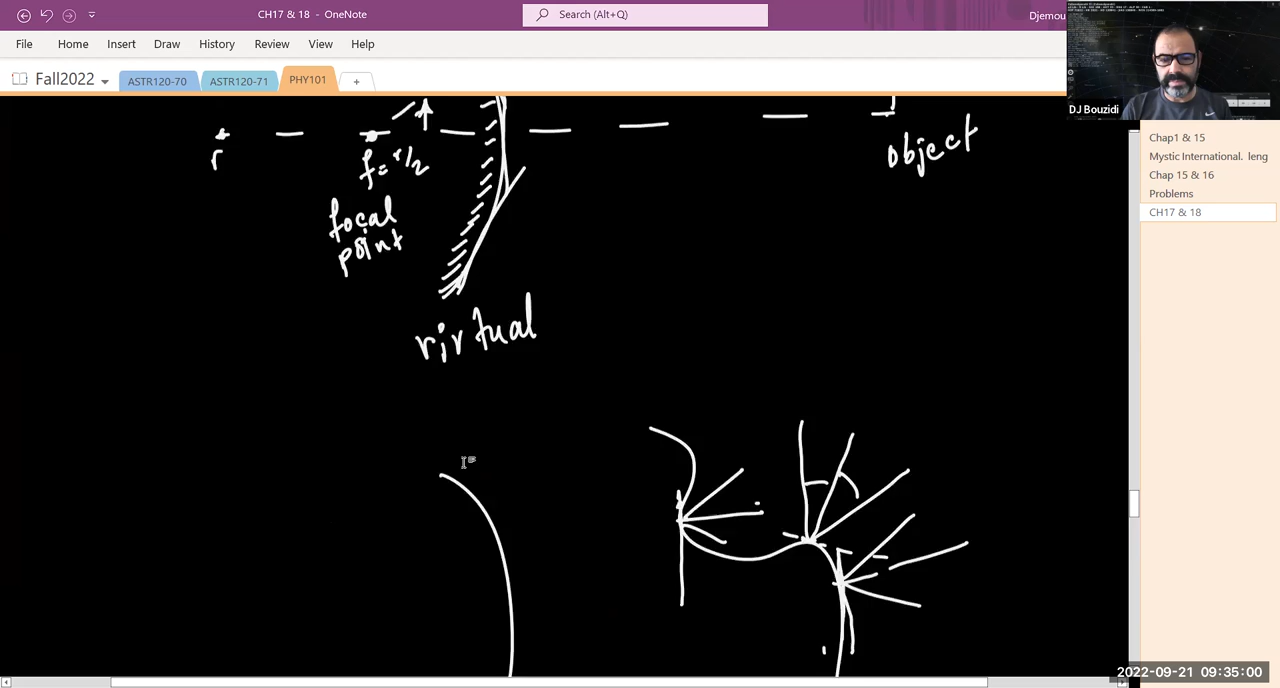 CH17 & 18 - OneNote
Search (Alt+Q)
Djemou
File Home Insert Draw History Review View Help
Fall2022 ASTR120-70 ASTR120-71 PHY101 +
DJ Bouzidi
Chap1 & 15
Mystic International. leng
Chap 15 & 16
Problems
CH17 & 18
r
f=r/2
object
focal
point
virtual
2022-09-21 09:35:00